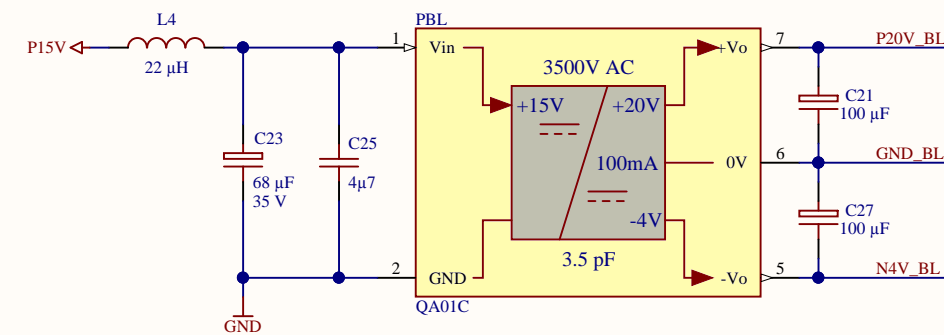 L4
PBL
P15V
22 µH
1
Vin
3500V AC
+Vo
7
P20V_BL
+15V
+20V
C21
100 µF
C23
68 µF
35 V
C25
4µ7
100mA
0V
6
GND_BL
-4V
C27
100 µF
3.5 pF
2
GND
-Vo
5
N4V_BL
QA01C
GND